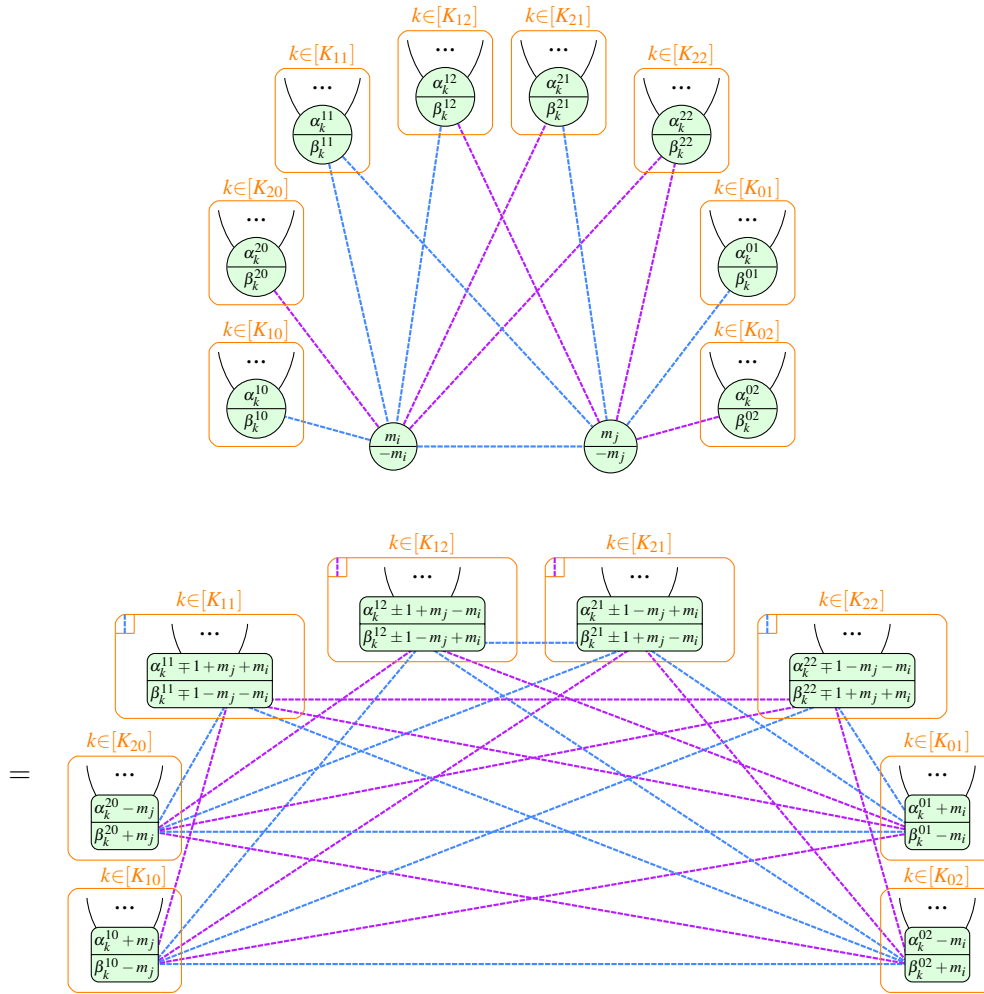 k∈[K₁₂] k∈[K₂₁]
k∈[K₁₁] ... ... k∈[K₂₂]
... α_k^{12} α_k^{21} ...
α_k^{11} β_k^{12} β_k^{21} α_k^{22}
β_k^{11} β_k^{22}
k∈[K₂₀] k∈[K₀₁]
... ...
α_k^{20} α_k^{01}
β_k^{20} β_k^{01}
k∈[K₁₀] k∈[K₀₂]
... ...
α_k^{10} α_k^{02}
β_k^{10} β_k^{02}
m_i m_j
−m_i −m_j
k∈[K₁₂] k∈[K₂₁]
... ...
k∈[K₁₁] α_k^{12} ± 1 + m_j − m_i α_k^{21} ± 1 − m_j + m_i k∈[K₂₂]
... β_k^{12} ± 1 − m_j + m_i β_k^{21} ± 1 + m_j − m_i ...
α_k^{11} ∓ 1 + m_j + m_i α_k^{22} ∓ 1 − m_j − m_i
β_k^{11} ∓ 1 − m_j − m_i β_k^{22} ∓ 1 + m_j + m_i
k∈[K₂₀] k∈[K₀₁]
= ... ...
α_k^{20} − m_j α_k^{01} + m_i
β_k^{20} + m_j β_k^{01} − m_i
k∈[K₁₀] k∈[K₀₂]
... ...
α_k^{10} + m_j α_k^{02} − m_i
β_k^{10} − m_j β_k^{02} + m_i